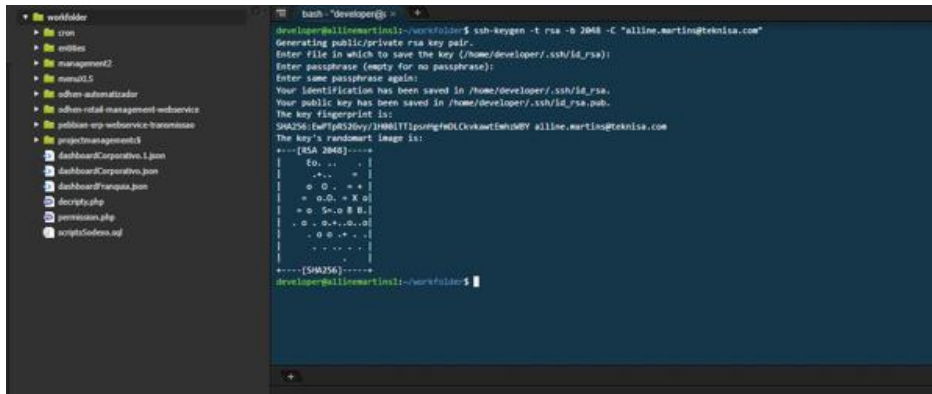 workfolder
cron
entities
management2
menuXLS
odhen-automatizador
odhen-retail-management-webservice
pebbian-erp-webservice-transmissao
projectmanagementcli
dashboardCorporativo.1.json
dashboardCorporativo.json
dashboardFranquia.json
decripty.php
permission.php
scriptsSodexo.sql
bash - "developer@
developer@allinemartins1:~/workfolder$ ssh-keygen -t rsa -b 2048 -C "alline.martins@teknisa.com"
Generating public/private rsa key pair.
Enter file in which to save the key (/home/developer/.ssh/id_rsa):
Enter passphrase (empty for no passphrase):
Enter same passphrase again:
Your identification has been saved in /home/developer/.ssh/id_rsa.
Your public key has been saved in /home/developer/.ssh/id_rsa.pub.
The key fingerprint is:
alline.martins@teknisa.com
The key's randomart image is:
+---[RSA 2048]----+
+----[SHA256]-----+
developer@allinemartins1:~/workfolder$